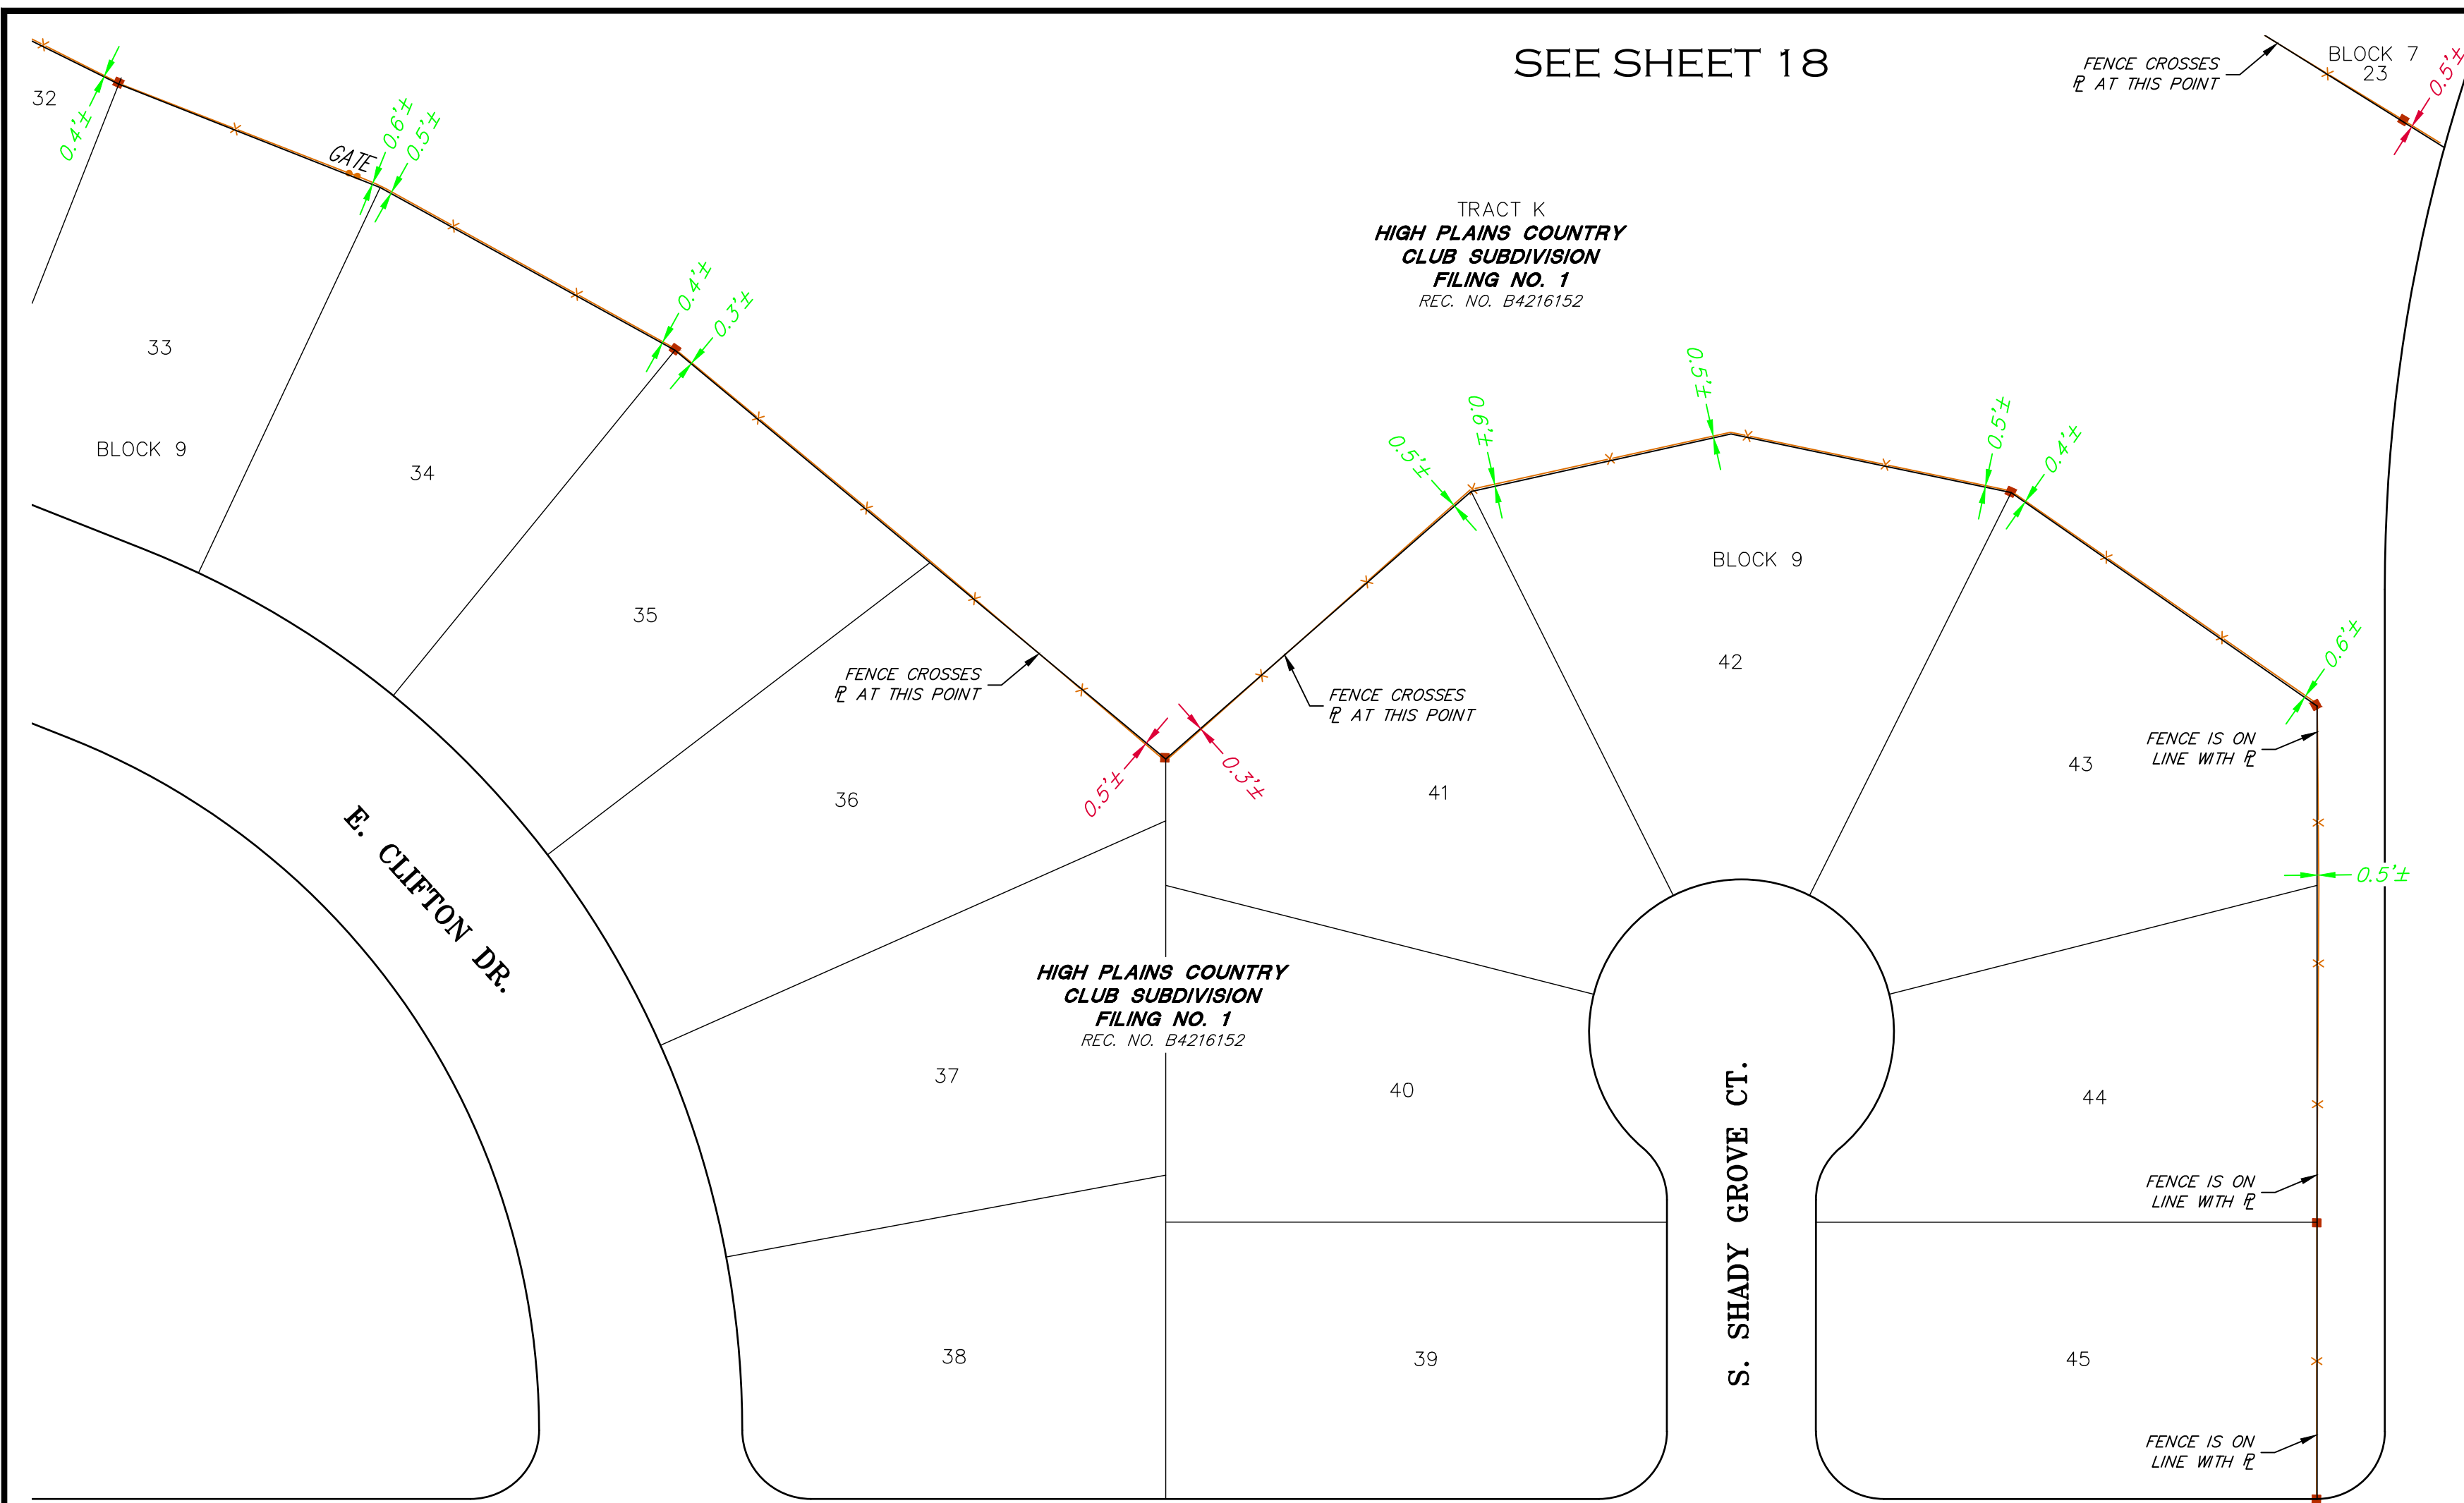 SEE SHEET 18
FENCE CROSSES
℄ AT THIS POINT
BLOCK 7
23
0.5'±
32
0.4'±
GATE
0.6'±
0.5'±
TRACT K
HIGH PLAINS COUNTRY
CLUB SUBDIVISION
FILING NO. 1
REC. NO. B4216152
0.4'±
0.3'±
33
BLOCK 9
34
0.5'±
0.6'±
0.5'±
0.5'±
0.4'±
BLOCK 9
42
35
FENCE CROSSES
℄ AT THIS POINT
FENCE CROSSES
℄ AT THIS POINT
0.6'±
FENCE IS ON
LINE WITH ℄
43
0.5'±
0.3'±
36
41
0.5'±
E. CLIFTON DR.
HIGH PLAINS COUNTRY
CLUB SUBDIVISION
FILING NO. 1
REC. NO. B4216152
37
40
44
S. SHADY GROVE CT.
FENCE IS ON
LINE WITH ℄
38
39
45
FENCE IS ON
LINE WITH ℄